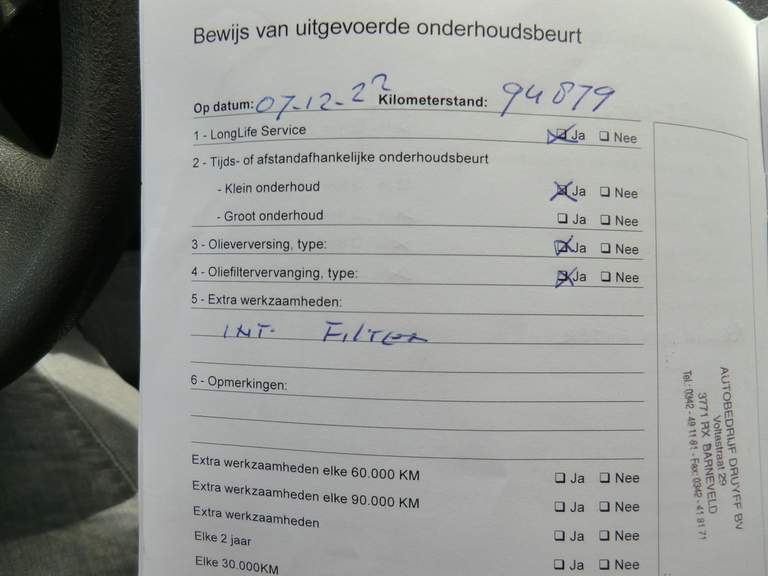 Bewijs van uitgevoerde onderhoudsbeurt
Op datum: 07-12-22 Kilometerstand: 94879
1 - LongLife Service Ja Nee
2 - Tijds- of afstandafhankelijke onderhoudsbeurt
- Klein onderhoud Ja Nee
- Groot onderhoud Ja Nee
3 - Olieverversing, type: Ja Nee
4 - Oliefiltervervanging, type: Ja Nee
5 - Extra werkzaamheden:
INT. FILTER
6 - Opmerkingen:
Extra werkzaamheden elke 60.000 KM Ja Nee
Extra werkzaamheden elke 90.000 KM Ja Nee
Extra werkzaamheden
Elke 2 jaar Ja Nee
Elke 30.000KM Ja Nee
AUTOBEDRIJF DRUYFF BV
Voltastraat 29
3771 RX BARNEVELD
Tel.: 0342 - 49 11 61 - Fax: 0342 - 41 81 71